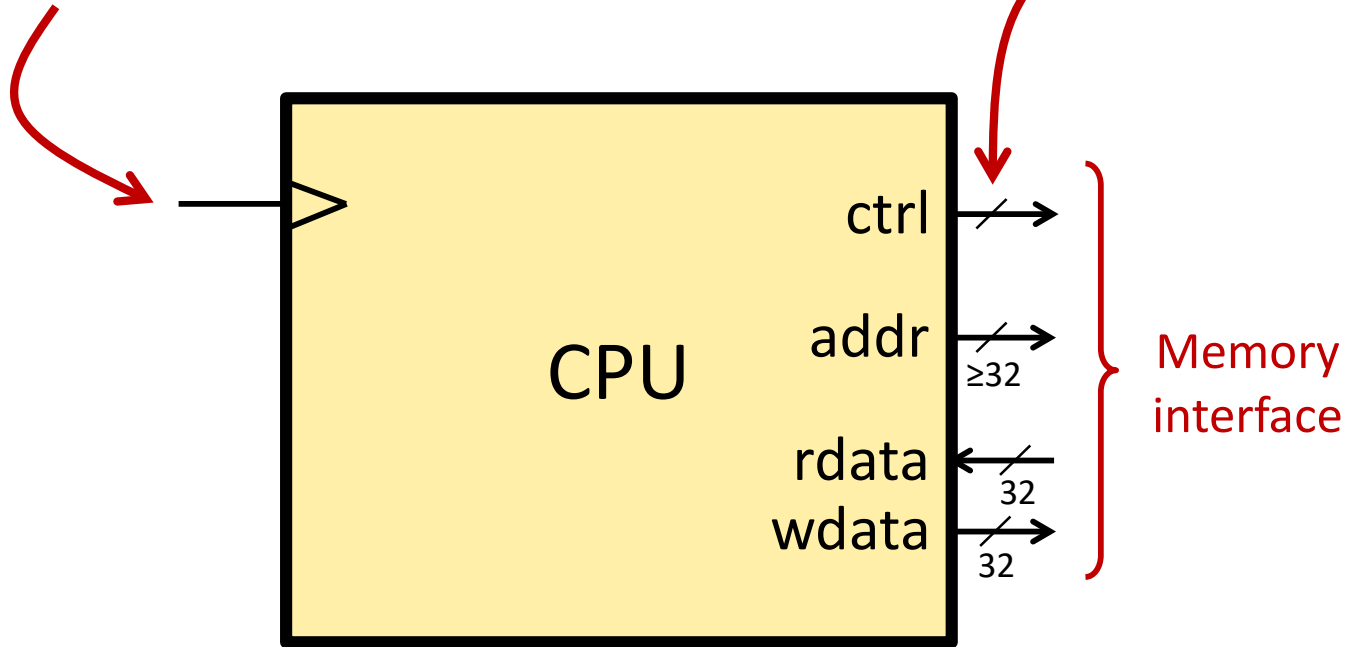 ctrl
addr
≥32
CPU
Memory
interface
rdata
32
wdata
32